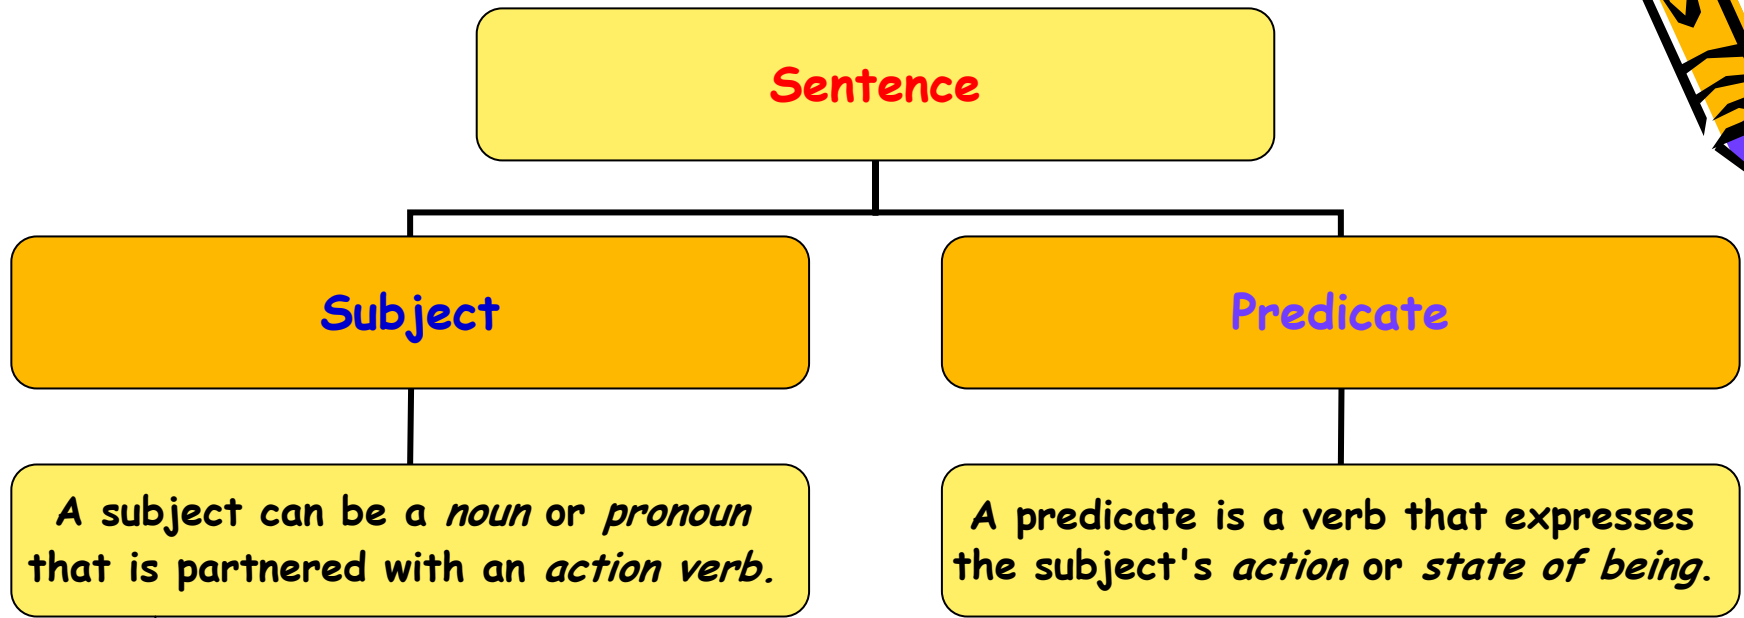 Sentence
Subject
Predicate
A subject can be a noun or pronoun
that is partnered with an action verb.
A predicate is a verb that expresses
the subject's action or state of being.